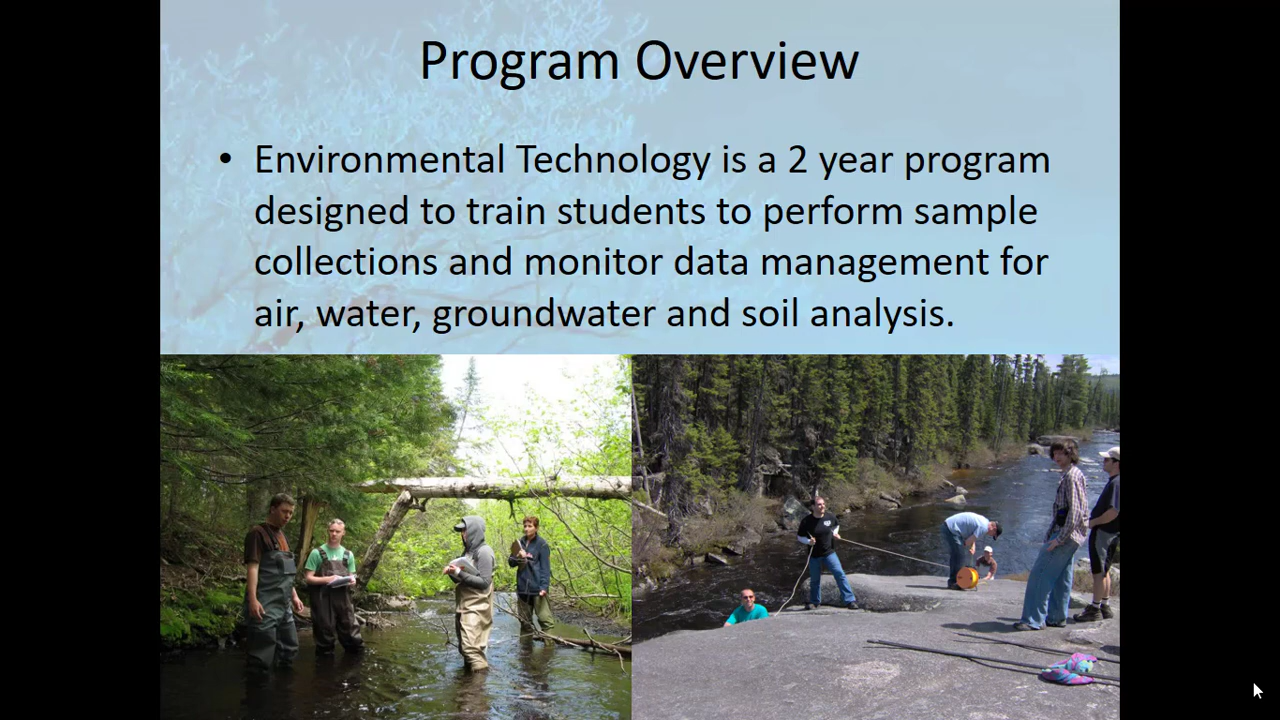 Program Overview
• Environmental Technology is a 2 year program
designed to train students to perform sample
collections and monitor data management for
air, water, groundwater and soil analysis.